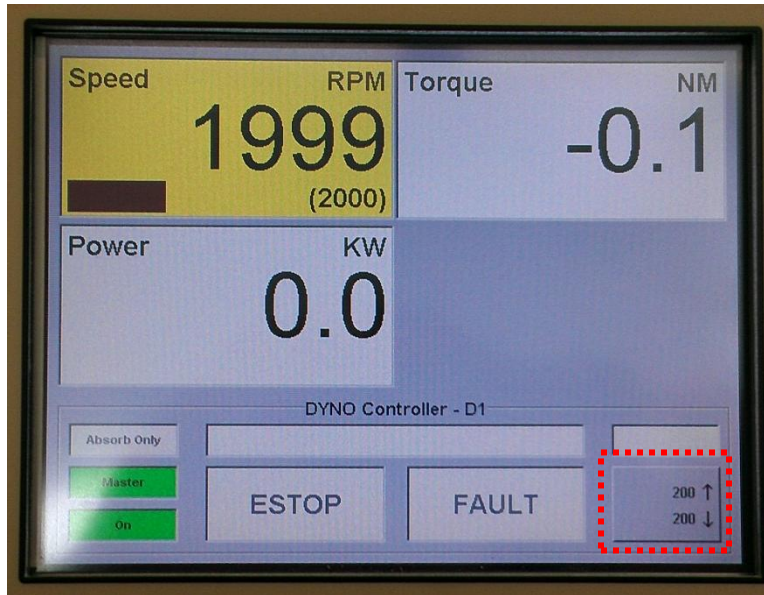 Speed RPM
1999
(2000)
Torque NM
-0.1
Power KW
0.0
DYNO Controller - D1
Absorb Only
Master
On
ESTOP
FAULT
200 ↑
200 ↓